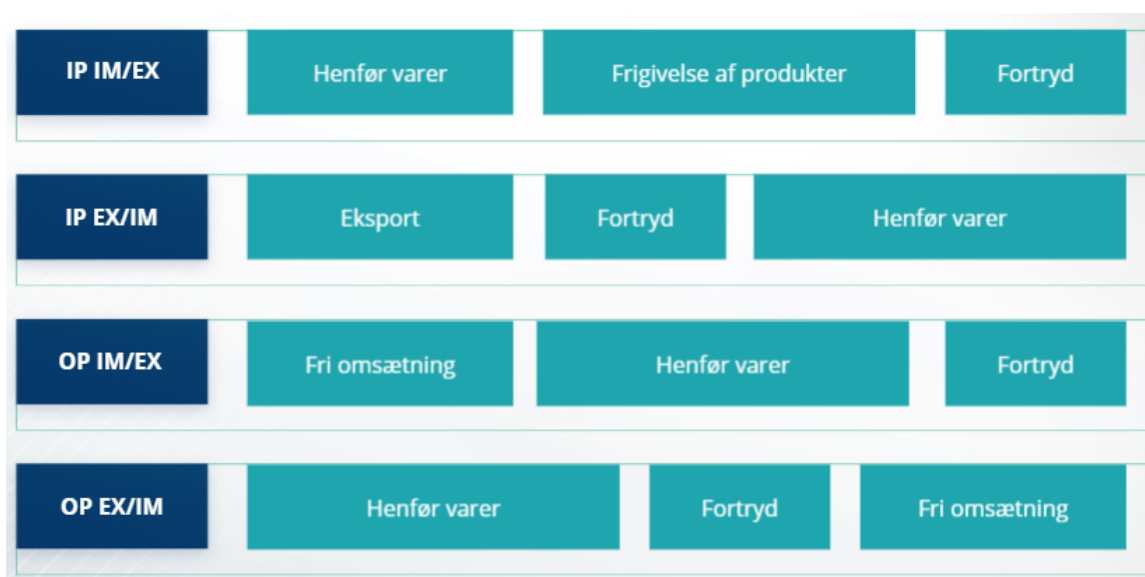 IP IM/EX Henfør varer Frigivelse af produkter Fortryd
IP EX/IM Eksport Fortryd Henfør varer
OP IM/EX Fri omsætning Henfør varer Fortryd
OP EX/IM Henfør varer Fortryd Fri omsætning